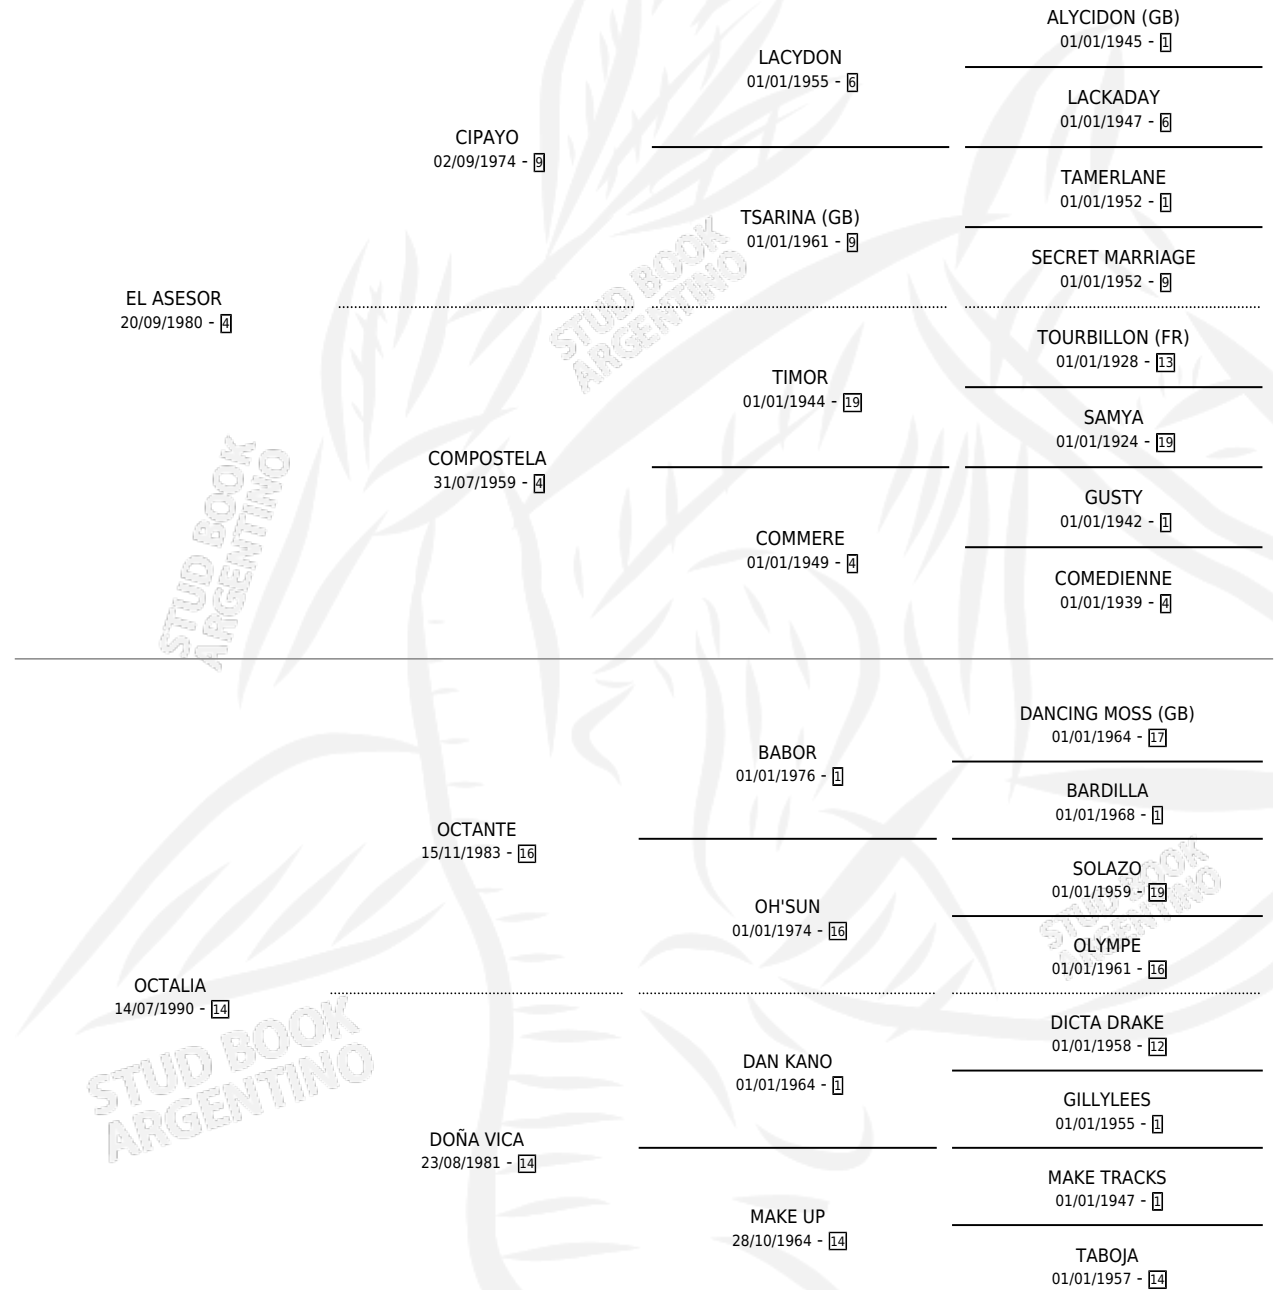 ALYCIDON (GB)
01/01/1945 - 1
LACYDON
01/01/1955 - 6
LACKADAY
01/01/1947 - 6
CIPAYO
02/09/1974 - 9
TAMERLANE
01/01/1952 - 1
TSARINA (GB)
01/01/1961 - 9
SECRET MARRIAGE
01/01/1952 - 9
EL ASESOR
20/09/1980 - 4
STUD BOOK
ARGENTINO
TOURBILLON (FR)
01/01/1928 - 13
TIMOR
01/01/1944 - 19
SAMYA
01/01/1924 - 19
COMPOSTELA
31/07/1959 - 4
GUSTY
01/01/1942 - 1
COMMERE
01/01/1949 - 4
COMEDIENNE
01/01/1939 - 4
STUD BOOK
ARGENTINO
DANCING MOSS (GB)
01/01/1964 - 17
BABOR
01/01/1976 - 1
BARDILLA
01/01/1968 - 1
OCTANTE
15/11/1983 - 16
SOLAZO
01/01/1959 - 19
OH'SUN
01/01/1974 - 16
STUD BOOK
ARGENTINO
OLYMPE
01/01/1961 - 16
OCTALIA
14/07/1990 - 14
DICTA DRAKE
01/01/1958 - 12
DAN KANO
01/01/1964 - 1
GILLYLEES
01/01/1955 - 1
STUD BOOK
ARGENTINO
DOÑA VICA
23/08/1981 - 14
MAKE TRACKS
01/01/1947 - 1
MAKE UP
28/10/1964 - 14
TABOJA
01/01/1957 - 14